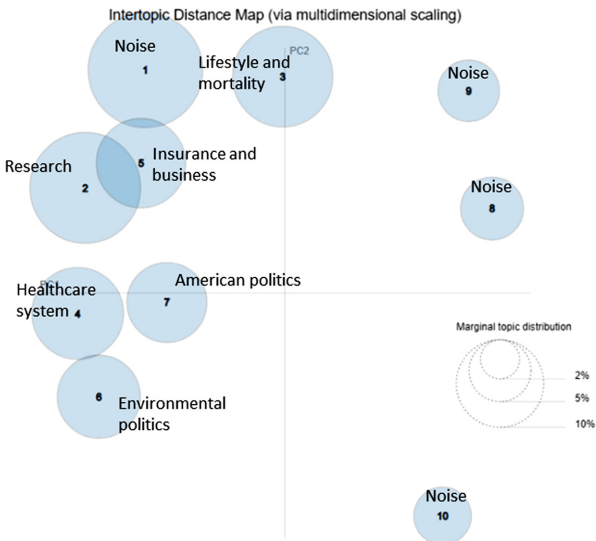 Intertopic Distance Map (via multidimensional scaling)
Noise
1
PC2
Lifestyle and
mortality
3
Noise
9
Research
2
5
Insurance and
business
Noise
8
PC1
Healthcare
system
4
American politics
7
6
Environmental
politics
Marginal topic distribution
2%
5%
10%
Noise
10